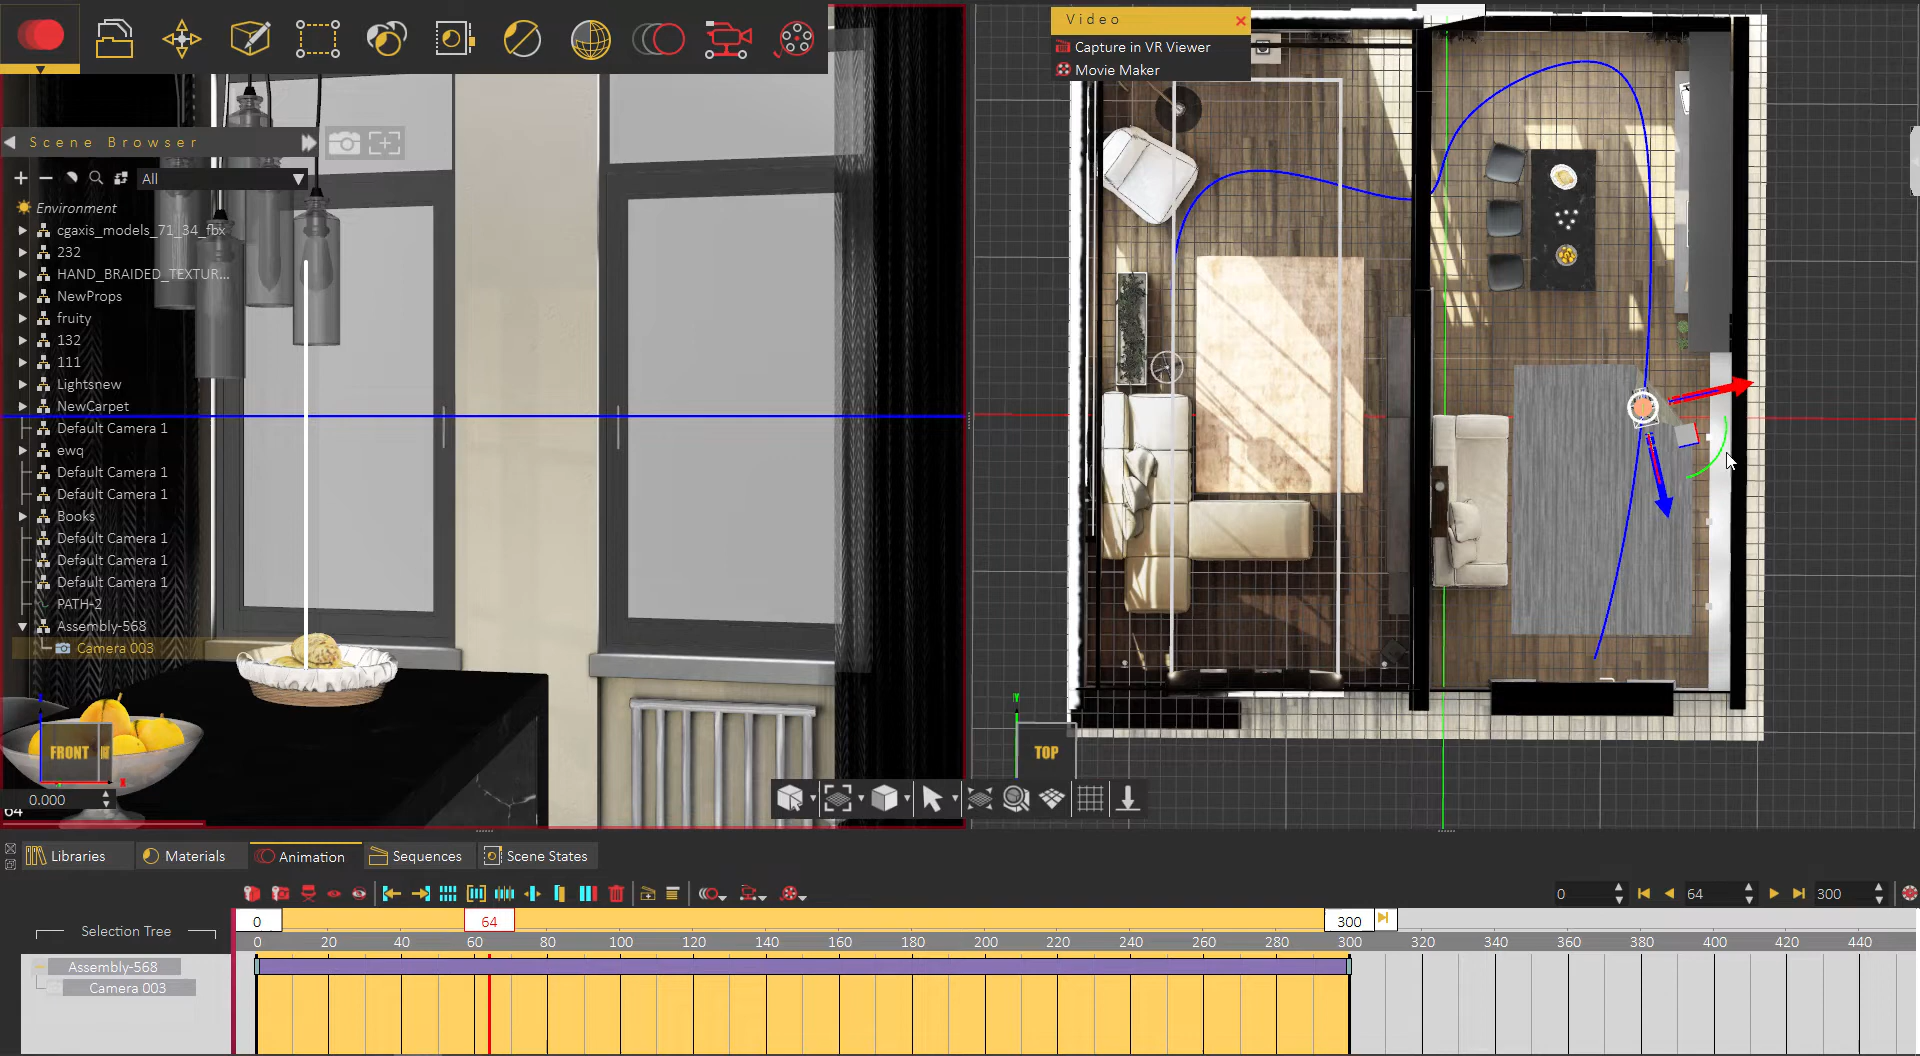 Video
Capture in VR Viewer
Movie Maker
Scene Browser
All
Environment
cgaxis_models_71_34_fbx
232
HAND_BRAIDED_TEXTUR...
NewProps
fruity
132
111
Lightsnew
NewCarpet
Default Camera 1
ewq
Default Camera 1
Default Camera 1
Books
Default Camera 1
Default Camera 1
Default Camera 1
PATH-2
Assembly-568
Camera 003
FRONT
TOP
Y
0.000
64
Libraries
Materials
Animation
Sequences
Scene States
0
64
300
0
64
300
Selection Tree
0 20 40 60 80 100 120 140 160 180 200 220 240 260 280 300 320 340 360 380 400 420 440
Assembly-568
Camera 003